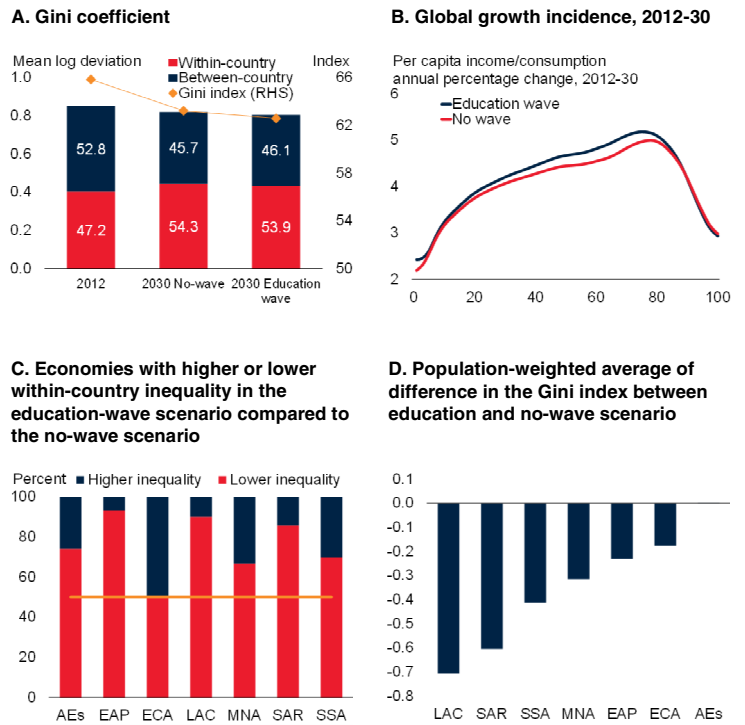 A. Gini coefficient
Mean log deviation
Index
Within-country
Between-country
Gini index (RHS)
1.0
0.8
0.6
0.4
0.2
0.0
66
62
58
54
50
52.8
45.7
46.1
47.2
54.3
53.9
2012
2030 No-wave
2030 Education
wave
B. Global growth incidence, 2012-30
Per capita income/consumption
annual percentage change, 2012-30
6
5
4
3
2
Education wave
No wave
0 20 40 60 80 100
C. Economies with higher or lower
within-country inequality in the
education-wave scenario compared to
the no-wave scenario
Percent
Higher inequality
Lower inequality
100
80
60
40
20
0
AEs EAP ECA LAC MNA SAR SSA
D. Population-weighted average of
difference in the Gini index between
education and no-wave scenario
0.1
0.0
-0.1
-0.2
-0.3
-0.4
-0.5
-0.6
-0.7
-0.8
LAC SAR SSA MNA EAP ECA AEs